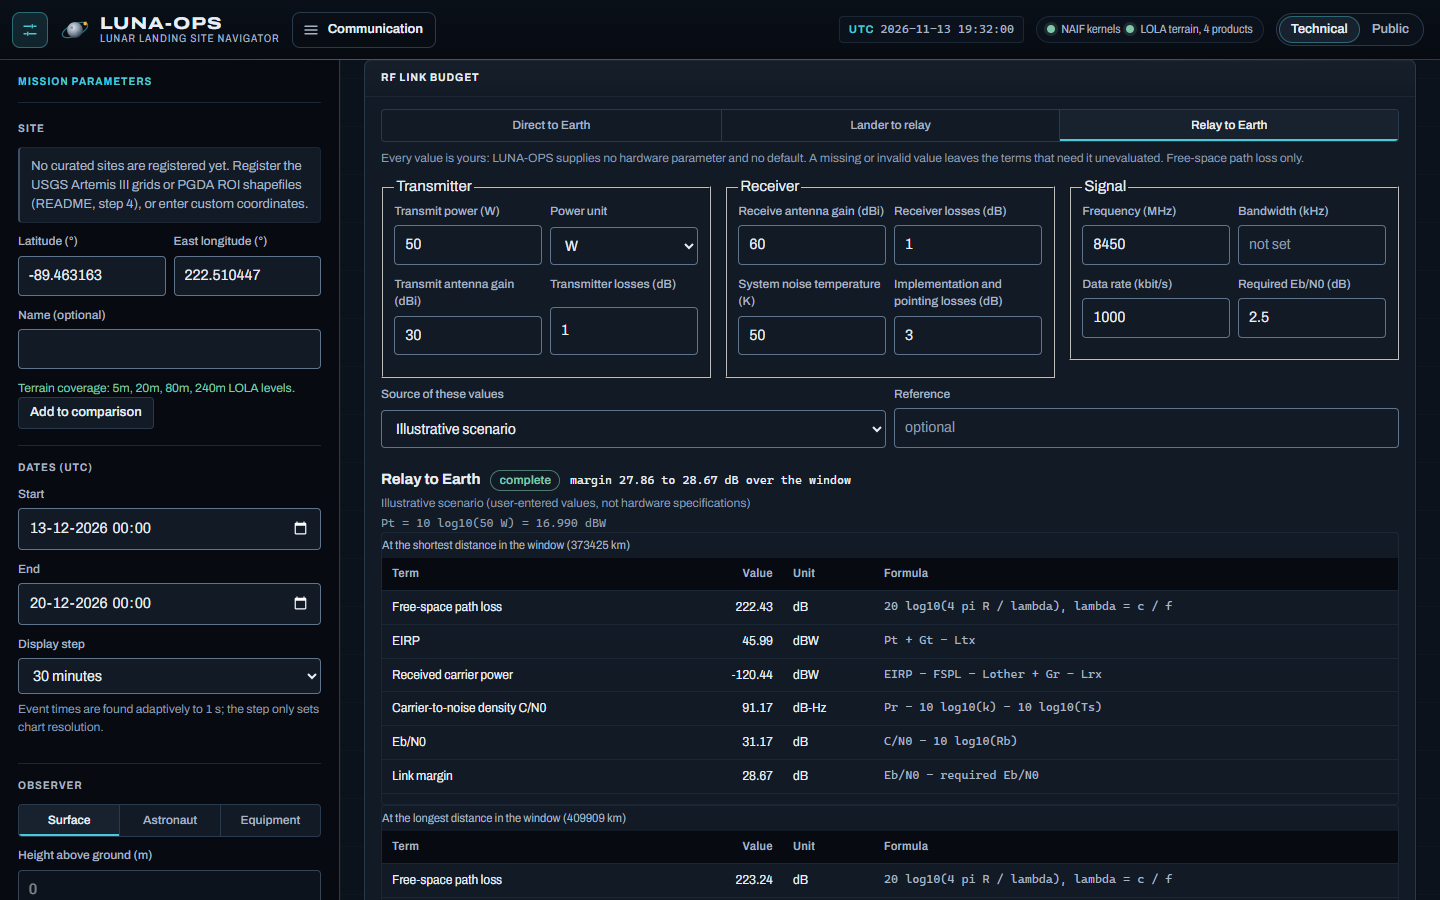 LUNA-OPS
LUNAR LANDING SITE NAVIGATOR
Communication
UTC 2026-11-13 19:32:00
NAIF kernels
LOLA terrain, 4 products
Technical
Public
MISSION PARAMETERS
SITE
No curated sites are registered yet. Register the
USGS Artemis III grids or PGDA ROI shapefiles
(README, step 4), or enter custom coordinates.
Latitude (°)
East longitude (°)
-89.463163
222.510447
Name (optional)
Terrain coverage: 5m, 20m, 80m, 240m LOLA levels.
Add to comparison
DATES (UTC)
Start
13-12-2026 00:00
End
20-12-2026 00:00
Display step
30 minutes
Event times are found adaptively to 1 s; the step only sets
chart resolution.
OBSERVER
Surface
Astronaut
Equipment
Height above ground (m)
0
RF LINK BUDGET
Direct to Earth
Lander to relay
Relay to Earth
Every value is yours: LUNA-OPS supplies no hardware parameter and no default. A missing or invalid value leaves the terms that need it unevaluated. Free-space path loss only.
Transmitter
Transmit power (W)
Power unit
50
W
Transmit antenna gain
(dBi)
Transmitter losses (dB)
30
1
Receiver
Receive antenna gain (dBi)
Receiver losses (dB)
60
1
System noise temperature
(K)
Implementation and
pointing losses (dB)
50
3
Signal
Frequency (MHz)
Bandwidth (kHz)
8450
not set
Data rate (kbit/s)
Required Eb/N0 (dB)
1000
2.5
Source of these values
Reference
Illustrative scenario
optional
Relay to Earth
complete
margin 27.86 to 28.67 dB over the window
Illustrative scenario (user-entered values, not hardware specifications)
Pt = 10 log10(50 W) = 16.990 dBW
At the shortest distance in the window (373425 km)
Term Value Unit Formula
Free-space path loss 222.43 dB 20 log10(4 pi R / lambda), lambda = c / f
EIRP 45.99 dBW Pt + Gt - Ltx
Received carrier power -120.44 dBW EIRP - FSPL - Lother + Gr - Lrx
Carrier-to-noise density C/N0 91.17 dB-Hz Pr - 10 log10(k) - 10 log10(Ts)
Eb/N0 31.17 dB C/N0 - 10 log10(Rb)
Link margin 28.67 dB Eb/N0 - required Eb/N0
At the longest distance in the window (409909 km)
Term Value Unit Formula
Free-space path loss 223.24 dB 20 log10(4 pi R / lambda), lambda = c / f